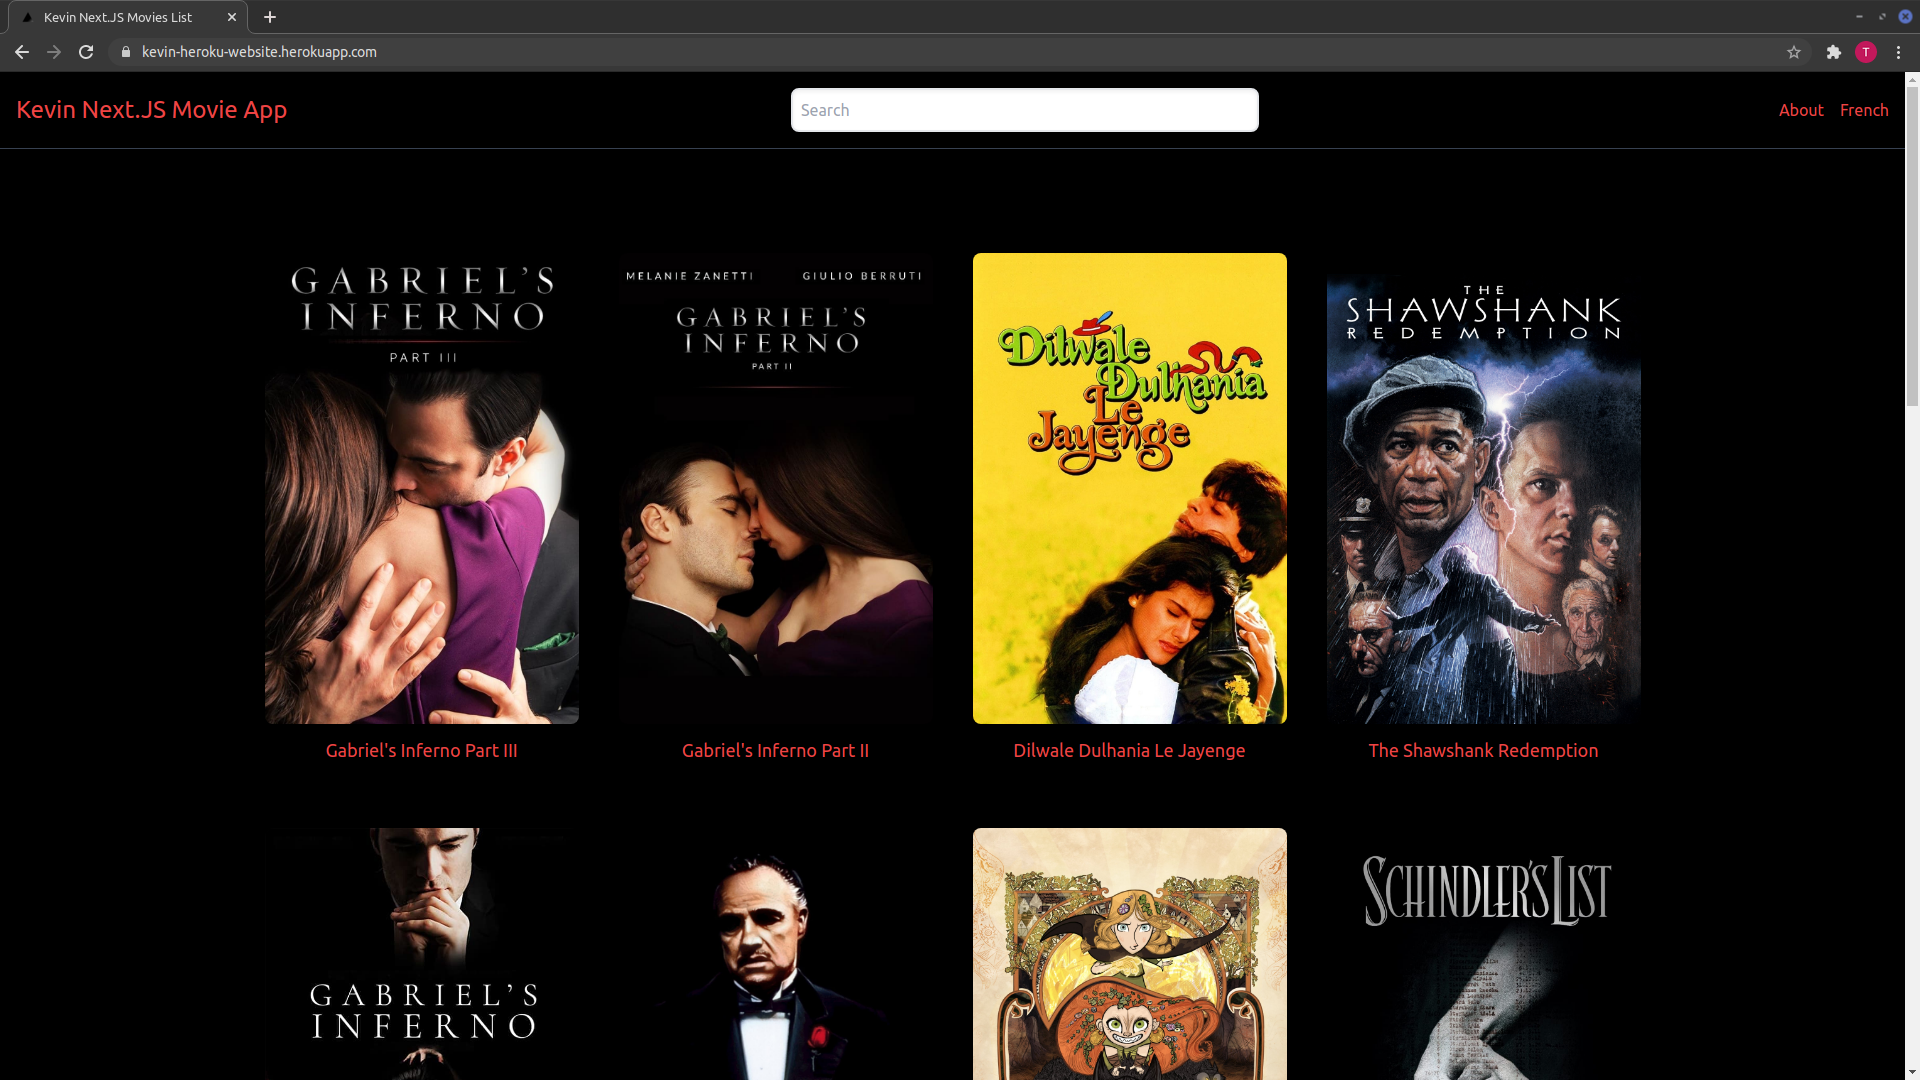 Kevin Next.JS Movies List
kevin-heroku-website.herokuapp.com
T
Kevin Next.JS Movie App
Search
About
French
GABRIEL'S
INFERNO
PART III
MELANIE ZANETTI
GIULIO BERRUTI
GABRIEL'S
INFERNO
PART II
Dilwale
Dulhania
Le
Jayenge
THE
SHAWSHANK
REDEMPTION
Gabriel's Inferno Part III
Gabriel's Inferno Part II
Dilwale Dulhania Le Jayenge
The Shawshank Redemption
GABRIEL'S
INFERNO
SCHINDLER'S LIST